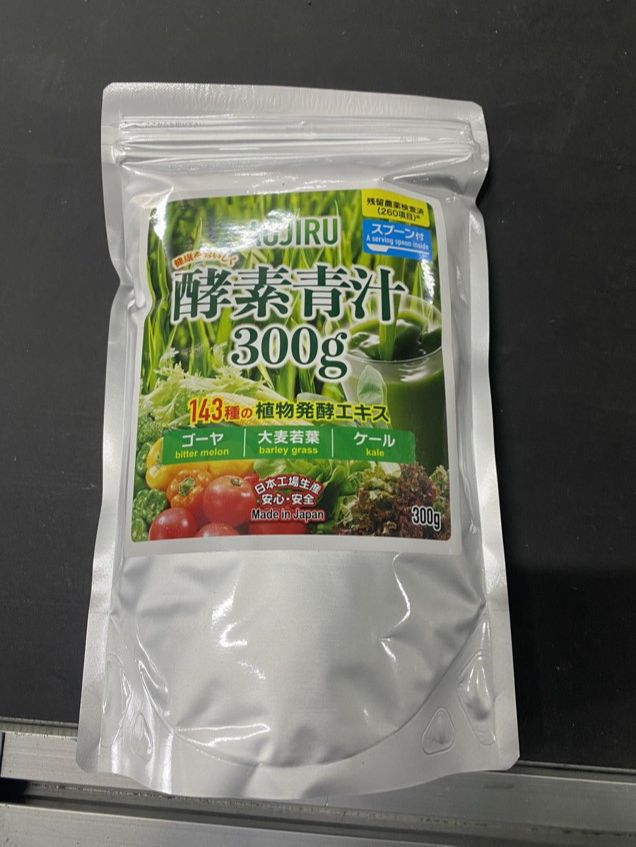 AOJIRU
残留農薬検査済
(260項目)※
スプーン付
A serving spoon inside
酵素青汁
300g
143種の植物発酵エキス
ゴーヤ
bitter melon
大麦若葉
barley grass
ケール
kale
日本工場生産
安心・安全
Made in Japan
300g